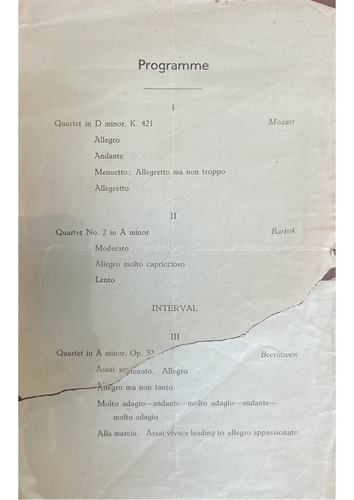 Programme
I
Quartet in D minor, K. 421 Mozart
Allegro
Andante
Menuetto: Allegretto ma non troppo
Allegretto
II
Quartet No. 2 in A minor Bartok
Moderato
Allegro molto capriccioso
Lento
INTERVAL
III
Quartet in A minor, Op. Beethoven
Assai sostenuto. Allegro
Allegro ma non tanto
Molto adagio—andante—molto adagio—andante—
molto adagio
Alla marcia. Assai vivace leading to allegro appassionate